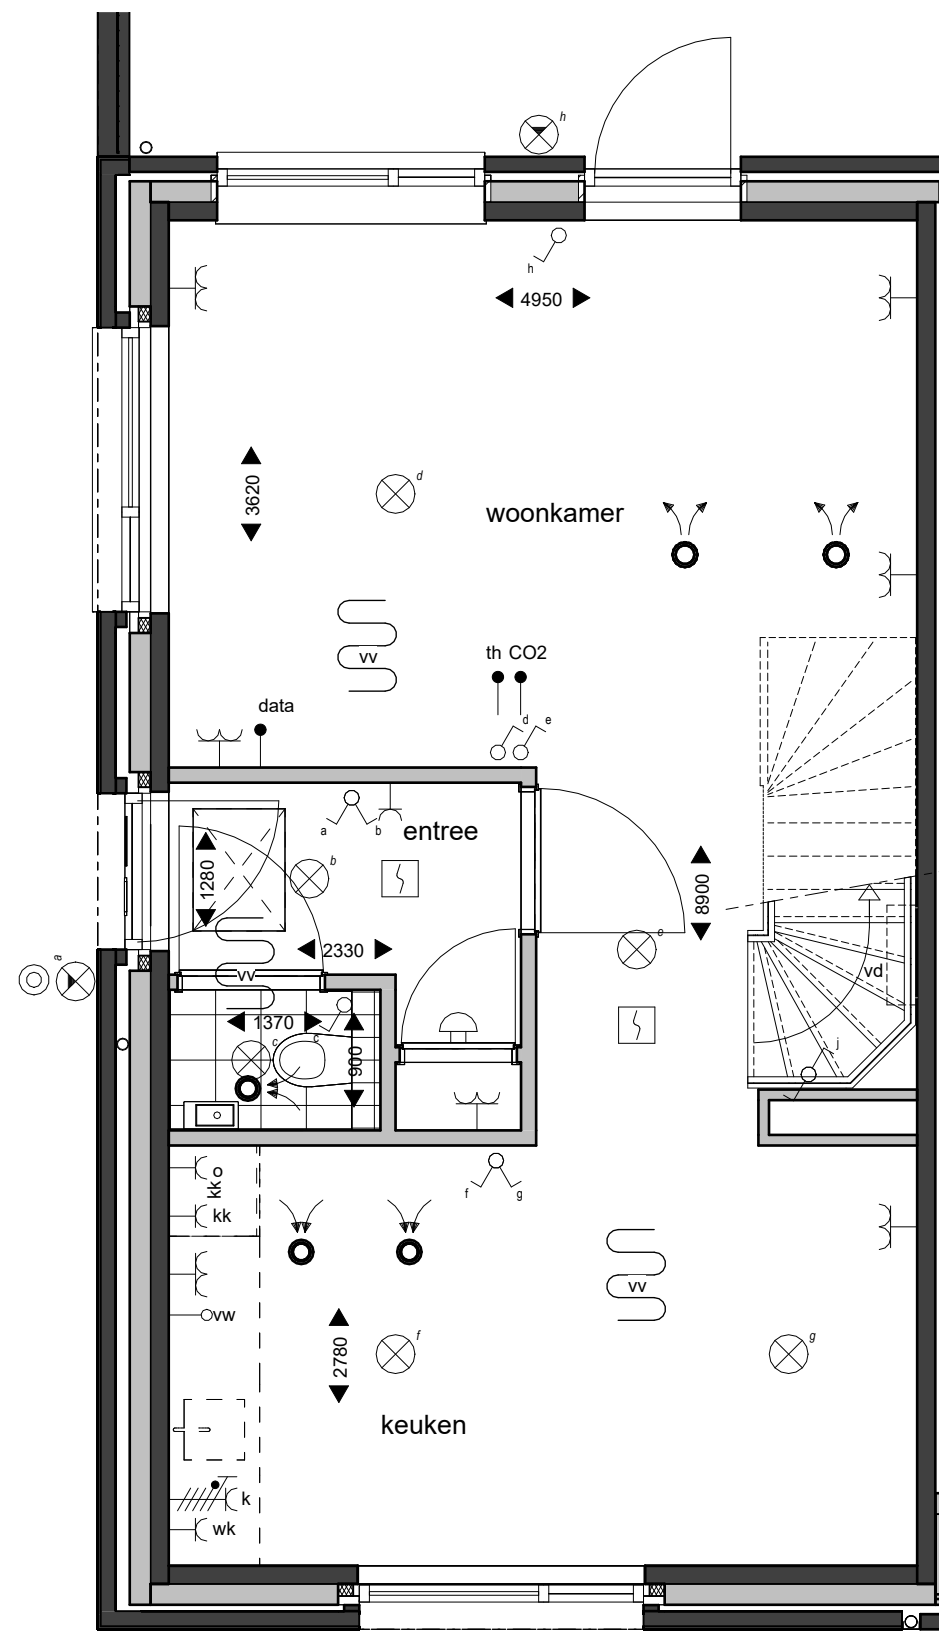 h
h
4950
3620
d
woonkamer
vv
th CO2
data
d e
a b
entree
b
1280
8900
2330
e
a
vv
vd
1370
c
c
900
j
kk o
kk
f g
vw
vv
2780
f
g
keuken
k
wk